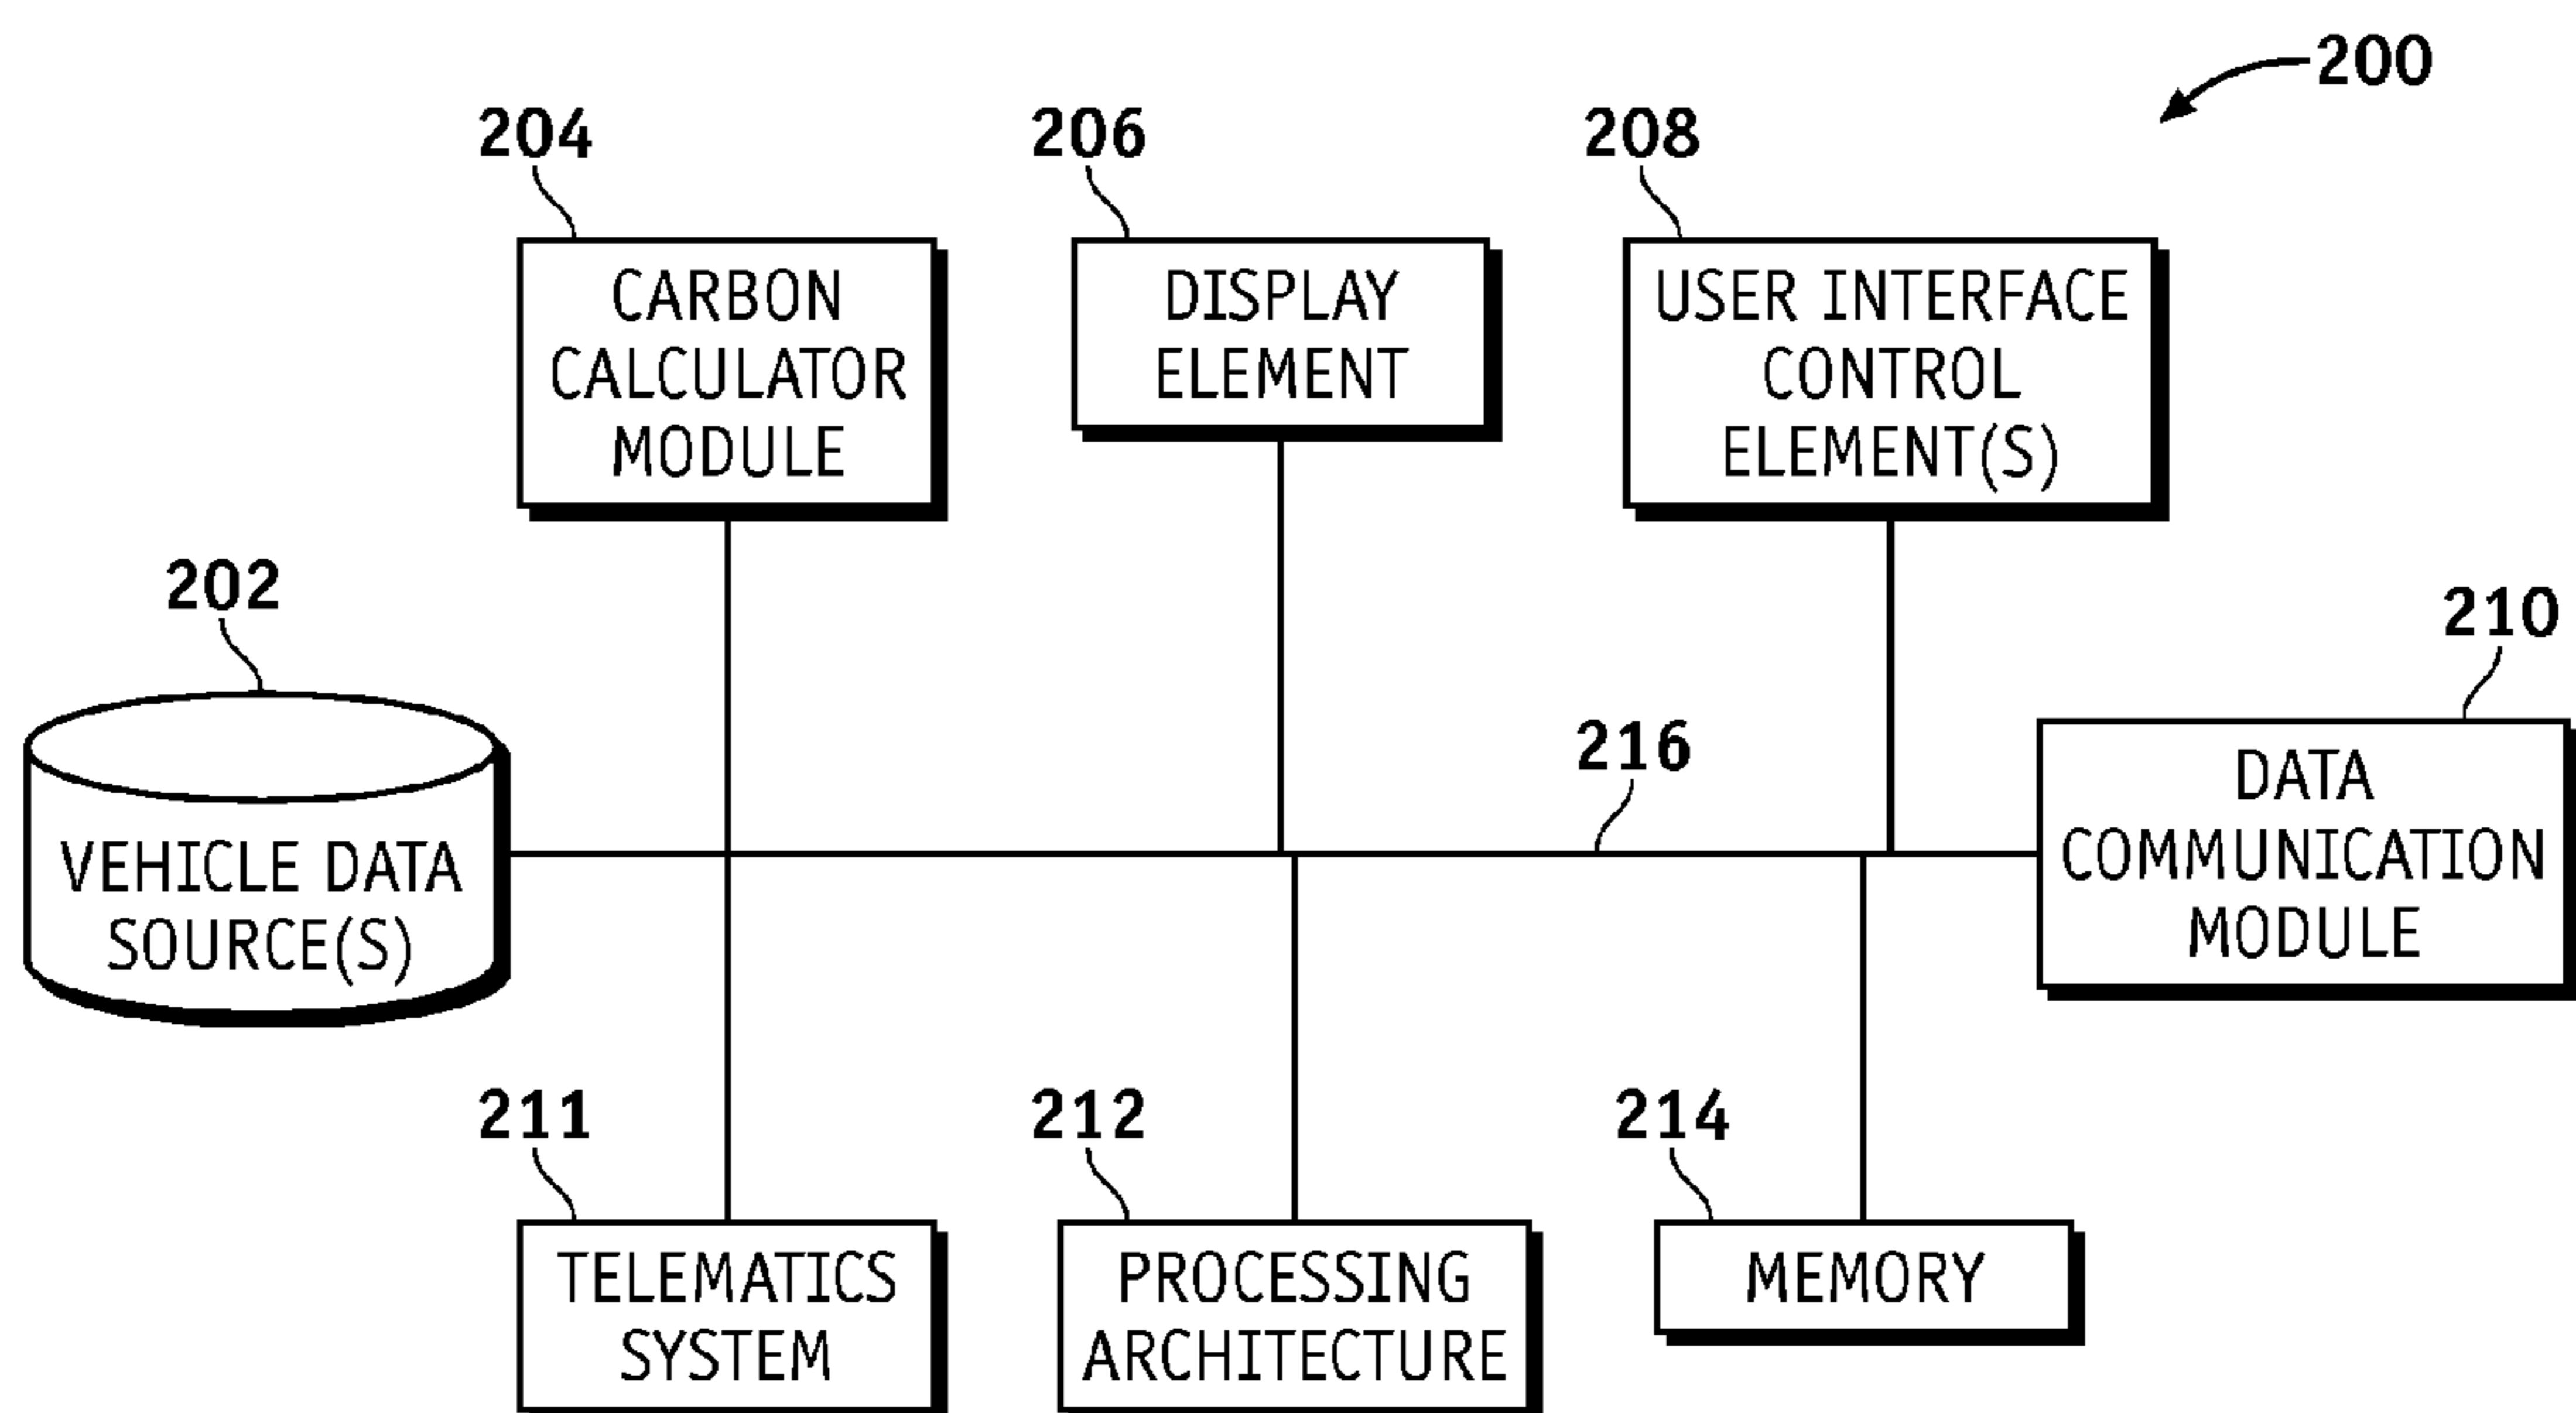 200
204
206
208
CARBON
CALCULATOR
MODULE
DISPLAY
ELEMENT
USER INTERFACE
CONTROL
ELEMENT(S)
202
210
216
VEHICLE DATA
SOURCE(S)
DATA
COMMUNICATION
MODULE
211
212
214
TELEMATICS
SYSTEM
PROCESSING
ARCHITECTURE
MEMORY